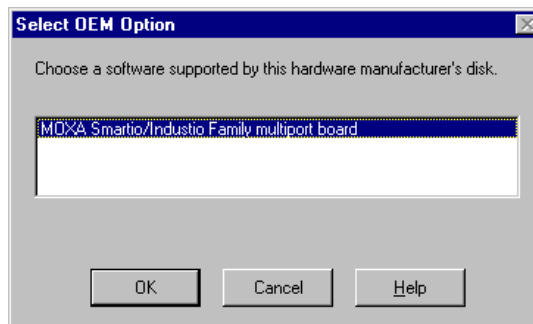 Select OEM Option
Choose a software supported by this hardware manufacturer's disk.
MOXA Smartio/Industio Family multiport board
OK Cancel Help